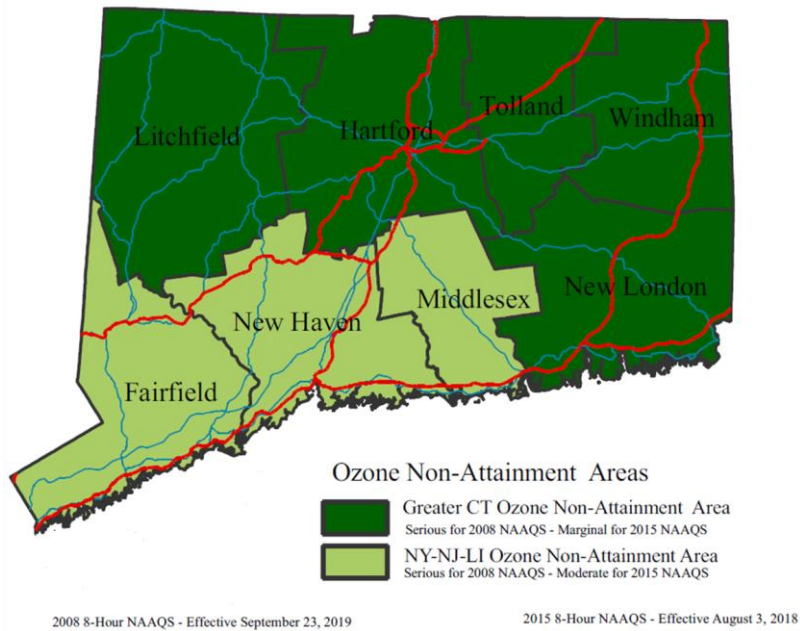 Litchfield
Hartford
Tolland
Windham
New London
Middlesex
New Haven
Fairfield
Ozone Non-Attainment Areas
Greater CT Ozone Non-Attainment Area
Serious for 2008 NAAQS - Marginal for 2015 NAAQS
NY-NJ-LI Ozone Non-Attainment Area
Serious for 2008 NAAQS - Moderate for 2015 NAAQS
2008 8-Hour NAAQS - Effective September 23, 2019
2015 8-Hour NAAQS - Effective August 3, 2018